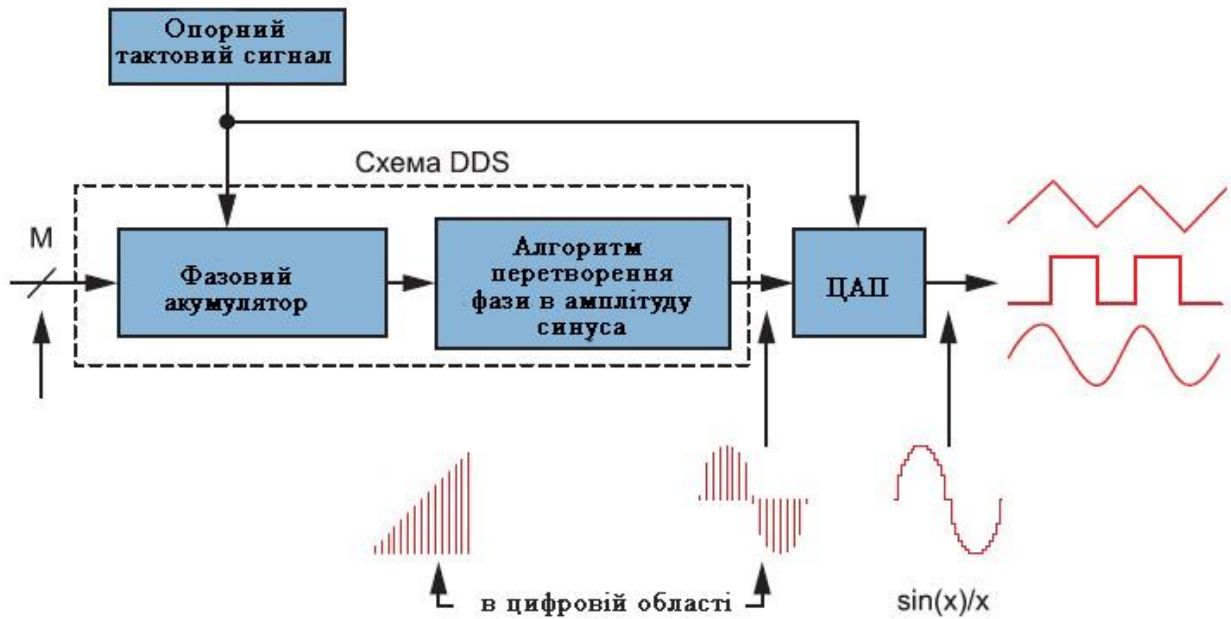 Опорний
тактовий сигнал
Схема DDS
М
Фазовий
акумулятор
Алгоритм
перетворення
фази в амплітуду
синуса
ЦАП
в цифровій області
sin(x)/x